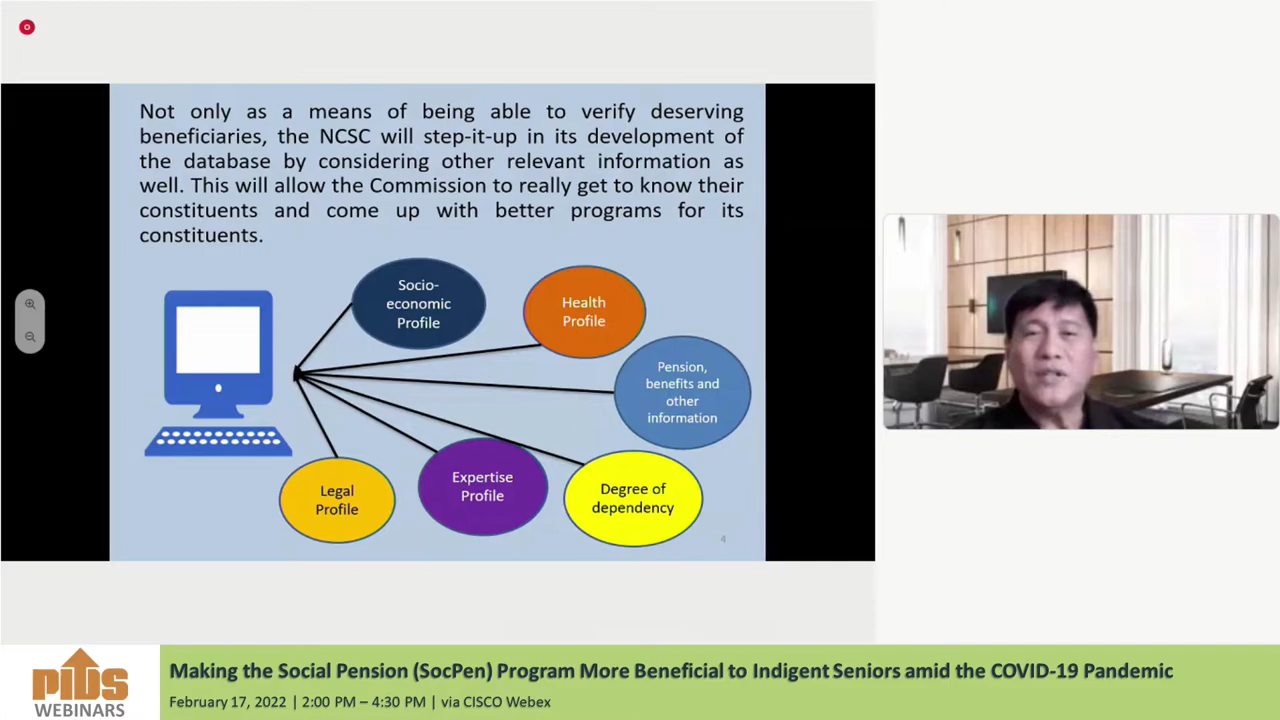 Not only as a means of being able to verify deserving
beneficiaries, the NCSC will step-it-up in its development of
the database by considering other relevant information as
well. This will allow the Commission to really get to know their
constituents and come up with better programs for its
constituents.
Socio-
economic
Profile
Health
Profile
Pension,
benefits and
other
information
Legal
Profile
Expertise
Profile
Degree of
dependency
4
PIDS
WEBINARS
Making the Social Pension (SocPen) Program More Beneficial to Indigent Seniors amid the COVID-19 Pandemic
February 17, 2022 | 2:00 PM – 4:30 PM | via CISCO Webex